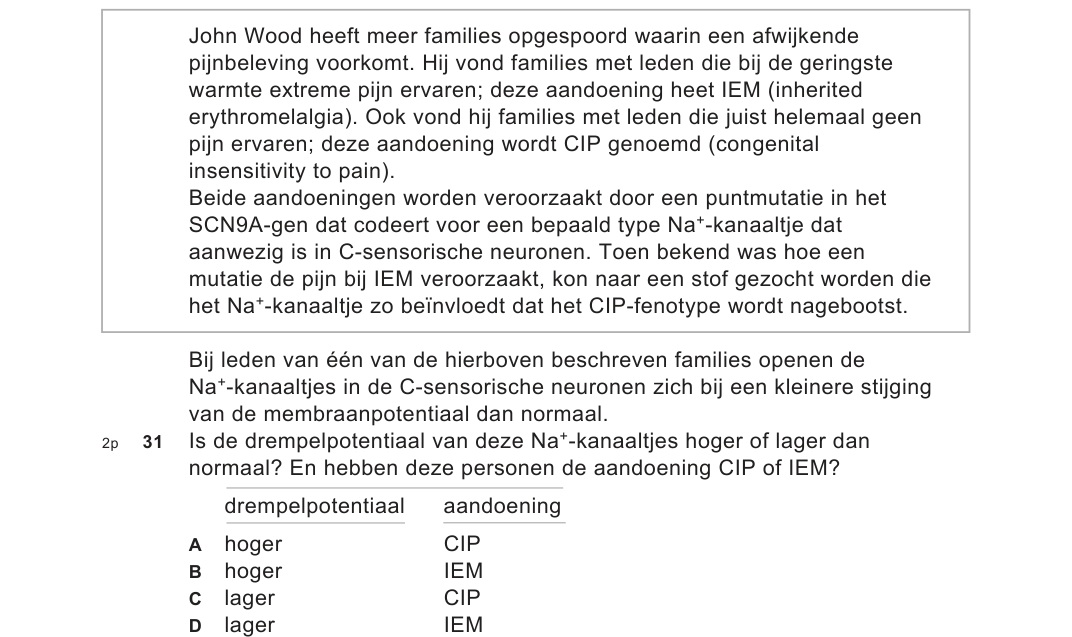 John Wood heeft meer families opgespoord waarin een afwijkende
pijnbeleving voorkomt. Hij vond families met leden die bij de geringste
warmte extreme pijn ervaren; deze aandoening heet IEM (inherited
erythromelalgia). Ook vond hij families met leden die juist helemaal geen
pijn ervaren; deze aandoening wordt CIP genoemd (congenital
insensitivity to pain).
Beide aandoeningen worden veroorzaakt door een puntmutatie in het
SCN9A-gen dat codeert voor een bepaald type Na⁺-kanaaltje dat
aanwezig is in C-sensorische neuronen. Toen bekend was hoe een
mutatie de pijn bij IEM veroorzaakt, kon naar een stof gezocht worden die
het Na⁺-kanaaltje zo beïnvloedt dat het CIP-fenotype wordt nagebootst.
Bij leden van één van de hierboven beschreven families openen de
Na⁺-kanaaltjes in de C-sensorische neuronen zich bij een kleinere stijging
van de membraanpotentiaal dan normaal.
2p 31 Is de drempelpotentiaal van deze Na⁺-kanaaltjes hoger of lager dan
normaal? En hebben deze personen de aandoening CIP of IEM?
drempelpotentiaal aandoening
A hoger CIP
B hoger IEM
C lager CIP
D lager IEM